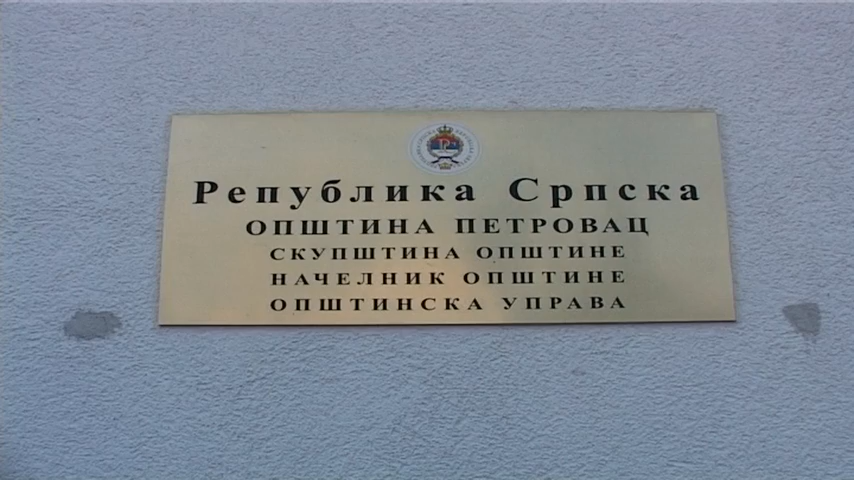 Република Српска
ОПШТИНА ПЕТРОВАЦ
СКУПШТИНА ОПШТИНЕ
НАЧЕЛНИК ОПШТИНЕ
ОПШТИНСКА УПРАВА